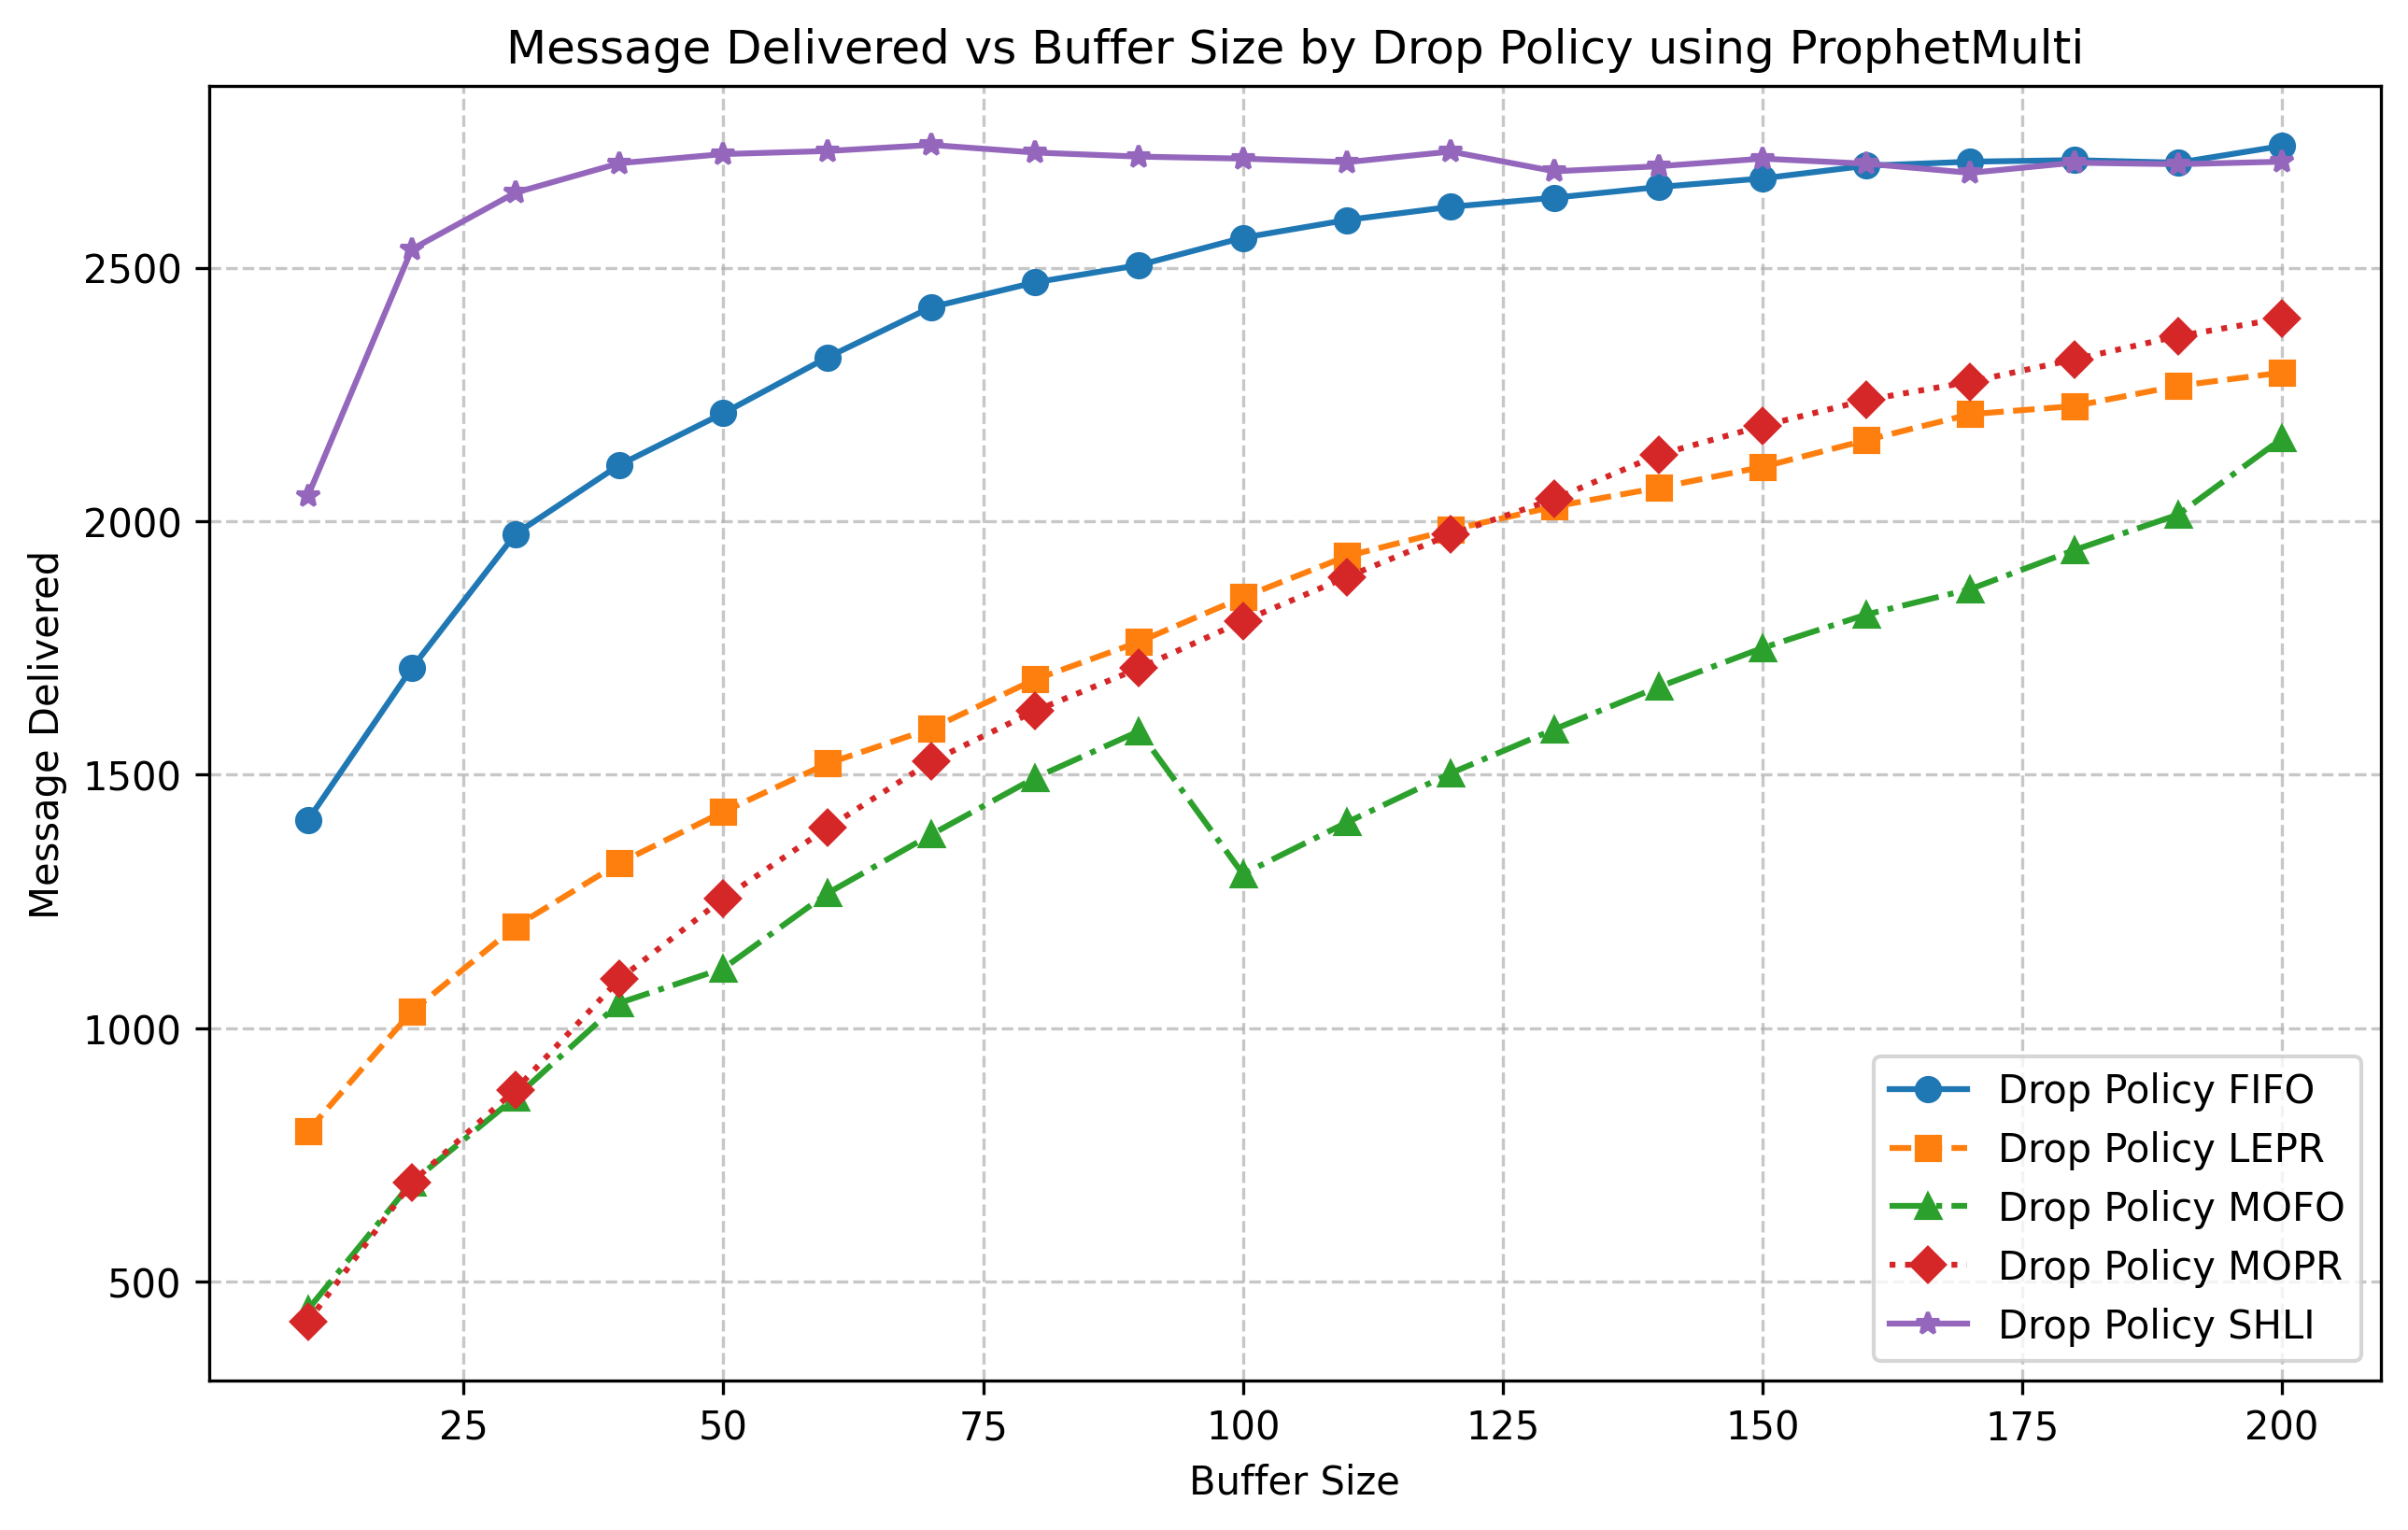 Message Delivered vs Buffer Size by Drop Policy using ProphetMulti
Message Delivered
2500
2000
1500
1000
500
25 50 75 100 125 150 175 200
Buffer Size
Drop Policy FIFO
Drop Policy LEPR
Drop Policy MOFO
Drop Policy MOPR
Drop Policy SHLI